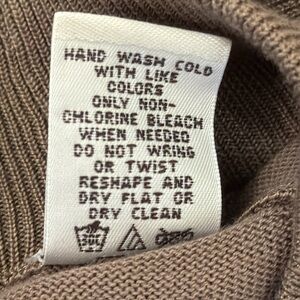 HAND WASH COLD
WITH LIKE
COLORS
ONLY NON-
CHLORINE BLEACH
WHEN NEEDED
DO NOT WRING
OR TWIST
RESHAPE AND
DRY FLAT OR
DRY CLEAN